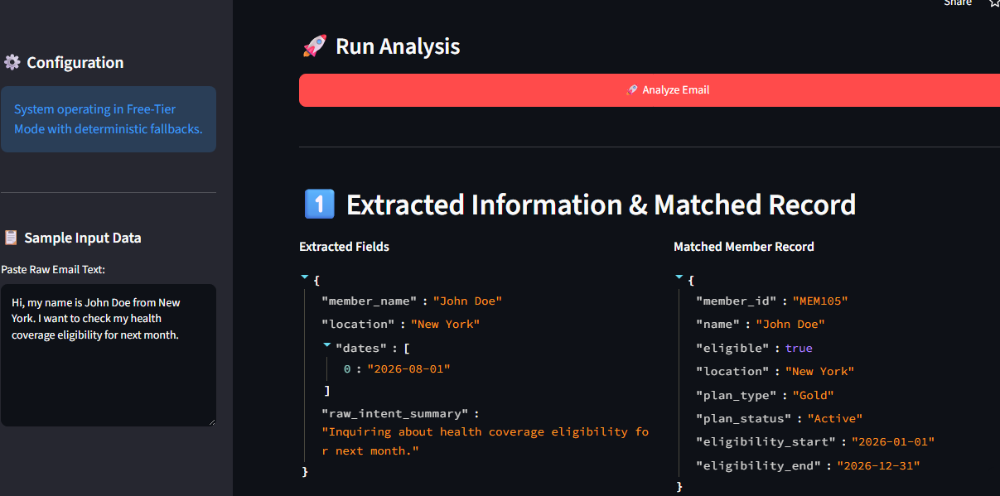 Share
⚙️ Configuration
System operating in Free-Tier
Mode with deterministic fallbacks.
📋 Sample Input Data
Paste Raw Email Text:
Hi, my name is John Doe from New
York. I want to check my health
coverage eligibility for next month.
🚀 Run Analysis
🚀 Analyze Email
1️⃣ Extracted Information & Matched Record
Extracted Fields
{
"member_name" : "John Doe"
"location" : "New York"
"dates" : [
0 : "2026-08-01"
]
"raw_intent_summary" :
"Inquiring about health coverage eligibility fo
r next month."
}
Matched Member Record
{
"member_id" : "MEM105"
"name" : "John Doe"
"eligible" : true
"location" : "New York"
"plan_type" : "Gold"
"plan_status" : "Active"
"eligibility_start" : "2026-01-01"
"eligibility_end" : "2026-12-31"
}